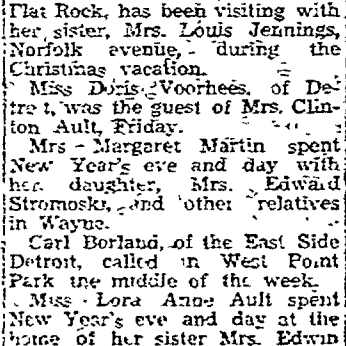 Flat Rock, has been visiting with
her sister, Mrs. Louis Jennings,
Norfolk avenue, during the
Christmas vacation.
Miss Doris Voorhees, of De-
troit, was the guest of Mrs. Clin-
ton Ault, Friday.
Mrs Margaret Martin spent
New Year's eve and day with
her daughter, Mrs. Edward
Stromoski, and other relatives
in Wayne.
Carl Borland, of the East Side
Detroit, called in West Point
Park the middle of the week.
Miss Lora Anne Ault spent
New Year's eve and day at the
home of her sister Mrs. Edwin